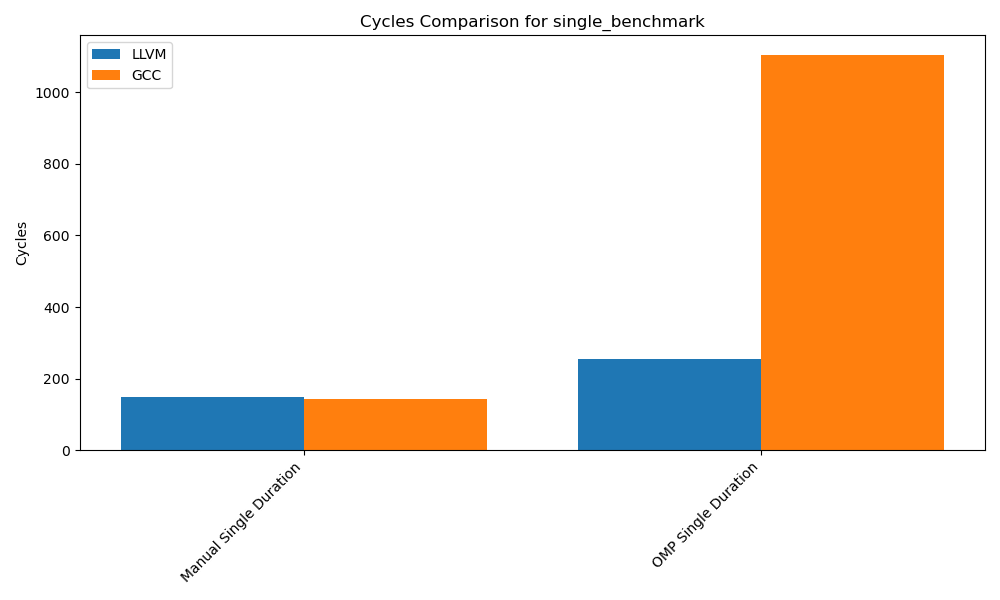 Cycles Comparison for single_benchmark
LLVM
GCC
Cycles
1000
800
600
400
200
0
Manual Single Duration
OMP Single Duration